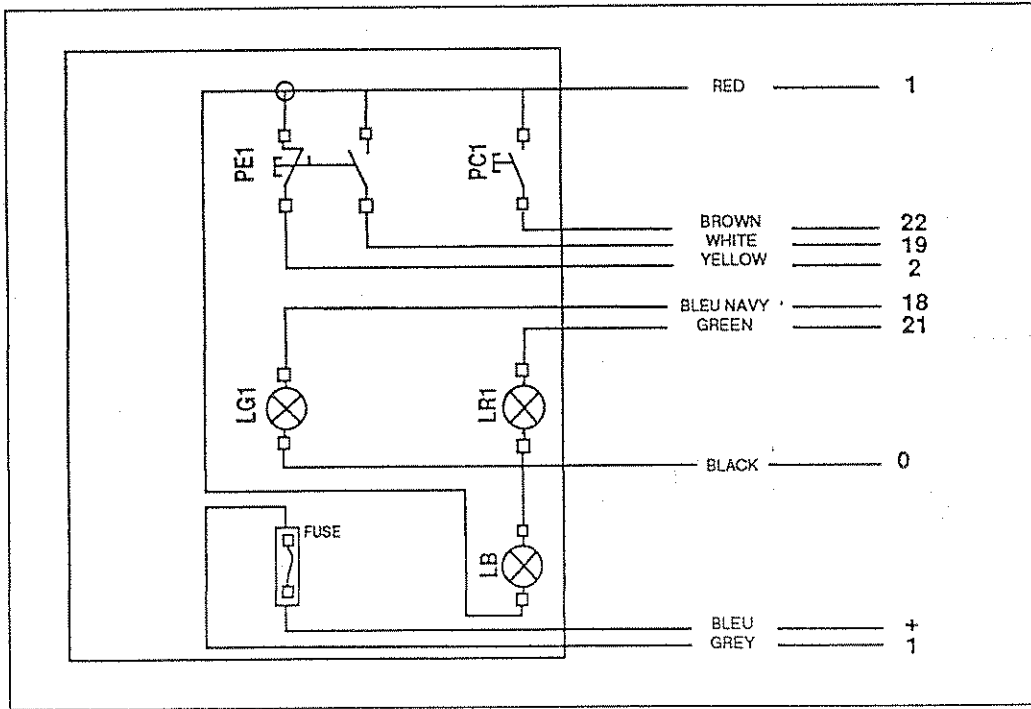 RED 1
PE1
PC1
BROWN 22
WHITE 19
YELLOW 2
BLEU NAVY 18
GREEN 21
LG1
LR1
BLACK 0
FUSE
LB
BLEU +
GREY 1